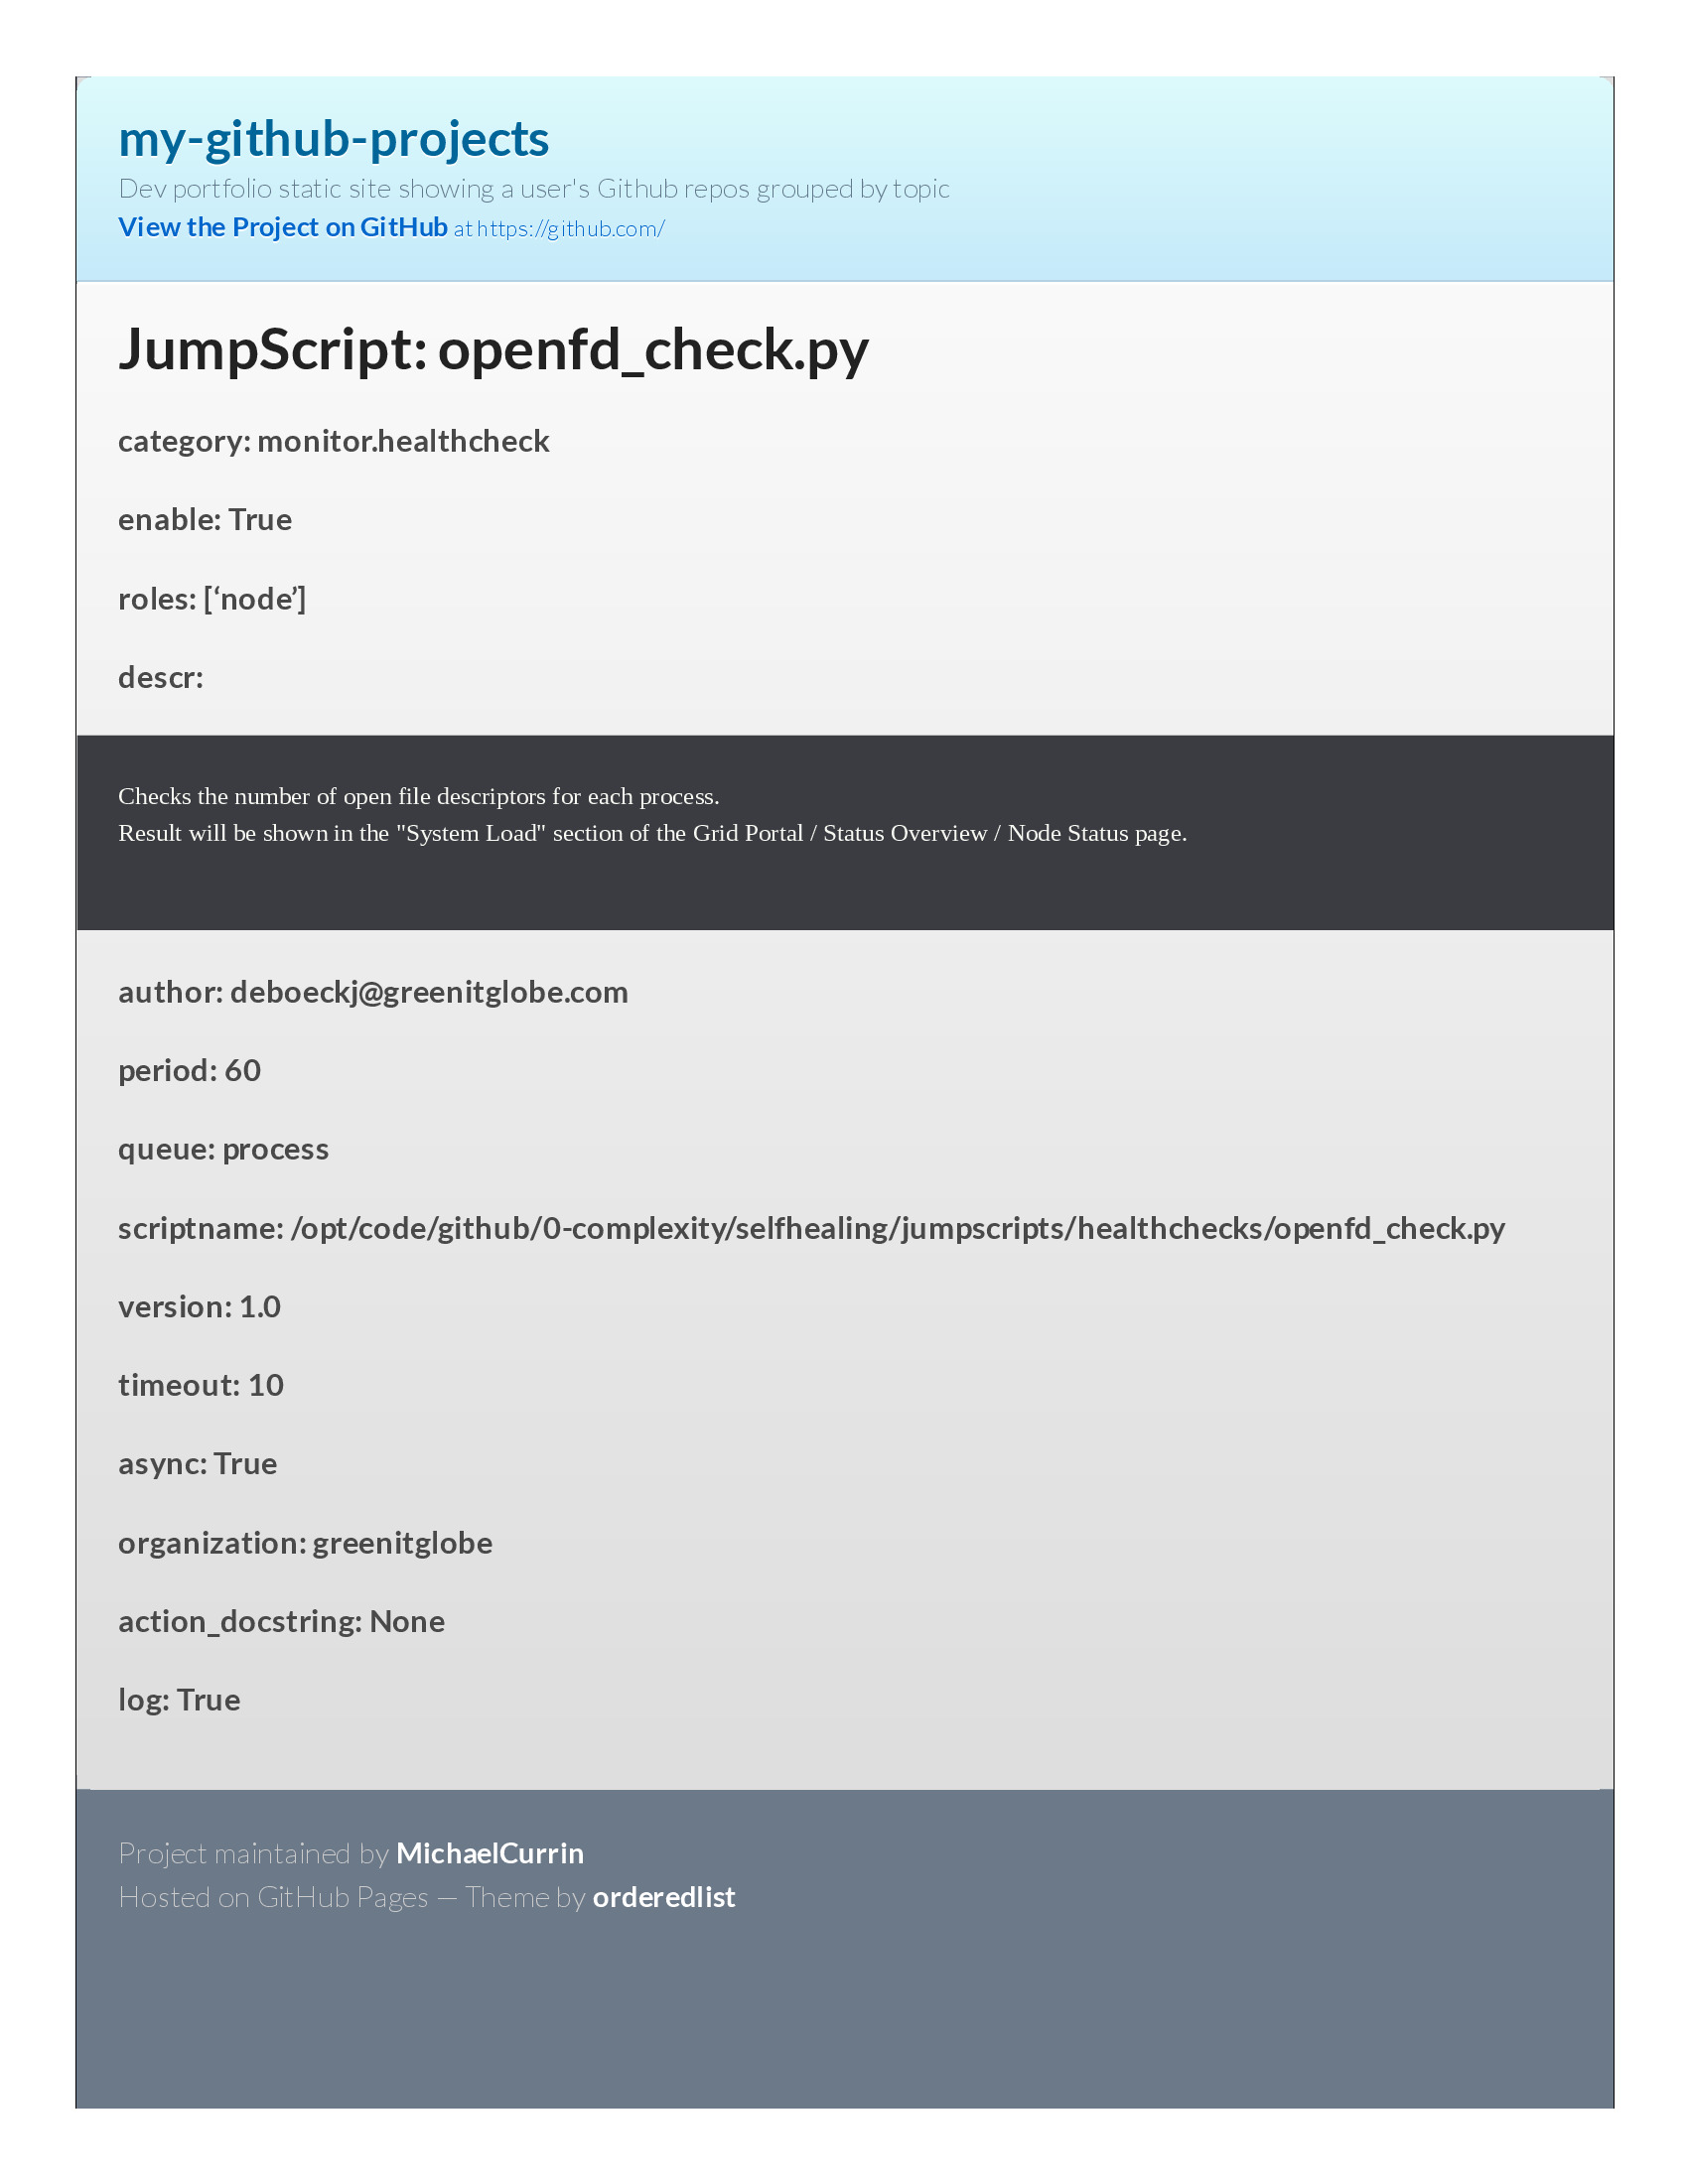 my-github-projects
Dev portfolio static site showing a user's Github repos grouped by topic
View the Project on GitHub at https://github.com/
JumpScript: openfd_check.py
category: monitor.healthcheck
enable: True
roles: [‘node’]
descr:
Checks the number of open file descriptors for each process.
Result will be shown in the "System Load" section of the Grid Portal / Status Overview / Node Status page.
author: deboeckj@greenitglobe.com
period: 60
queue: process
scriptname: /opt/code/github/0-complexity/selfhealing/jumpscripts/healthchecks/openfd_check.py
version: 1.0
timeout: 10
async: True
organization: greenitglobe
action_docstring: None
log: True
Project maintained by MichaelCurrin
Hosted on GitHub Pages — Theme by orderedlist